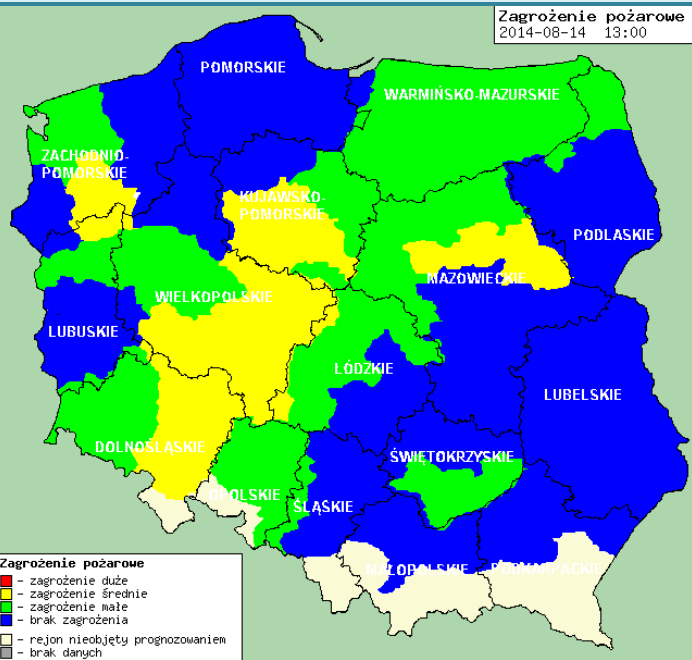 Zagrożenie pożarowe
2014-08-14 13:00
POMORSKIE
WARMIŃSKO-MAZURSKIE
ZACHODNIO-
POMORSKIE
KUJAWSKO-
POMORSKIE
PODLASKIE
MAZOWIECKIE
WIELKOPOLSKIE
LUBUSKIE
ŁÓDZKIE
LUBELSKIE
DOLNOŚLĄSKIE
ŚWIĘTOKRZYSKIE
OPOLSKIE
ŚLĄSKIE
MAŁOPOLSKIE
PODKARPACKIE
Zagrożenie pożarowe
- zagrożenie duże
- zagrożenie średnie
- zagrożenie małe
- brak zagrożenia
- rejon nieobjęty prognozowaniem
- brak danych